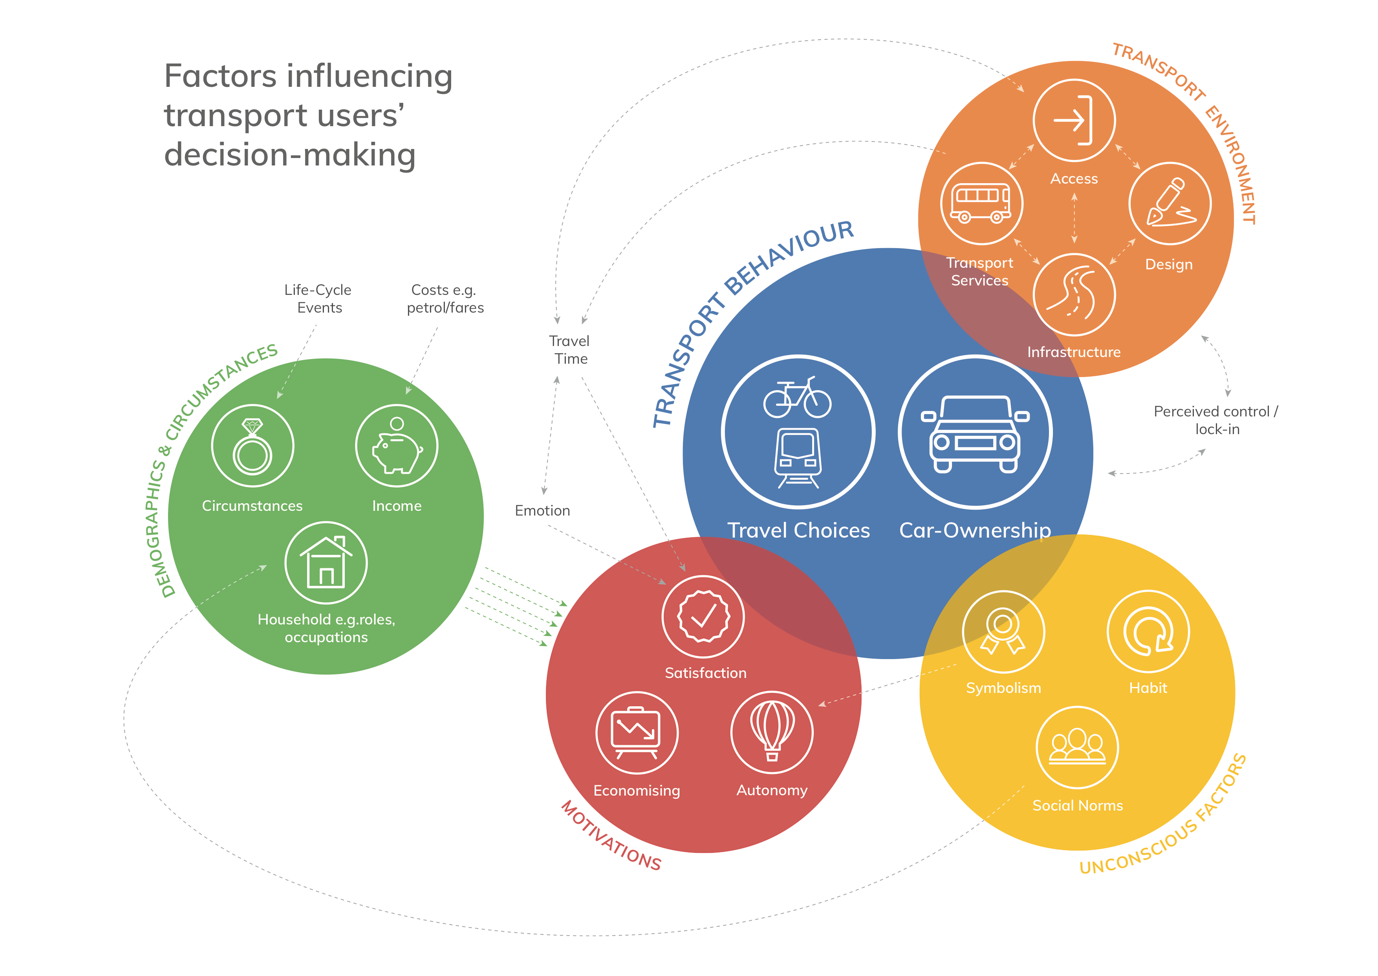 Factors influencing
transport users’
decision-making
TRANSPORT ENVIRONMENT
Access
Transport
Services
Design
Infrastructure
TRANSPORT BEHAVIOUR
Travel Choices
Car-Ownership
Perceived control /
lock-in
Life-Cycle
Events
Costs e.g.
petrol/fares
Travel
Time
Emotion
DEMOGRAPHICS & CIRCUMSTANCES
Circumstances
Income
Household e.g.roles,
occupations
Satisfaction
Economising
Autonomy
MOTIVATIONS
Symbolism
Habit
Social Norms
UNCONSCIOUS FACTORS